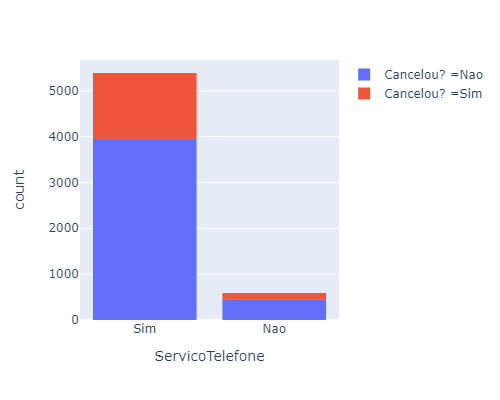 Cancelou? =Nao
Cancelou? =Sim
5000
4000
3000
2000
1000
0
count
Sim
Nao
ServicoTelefone